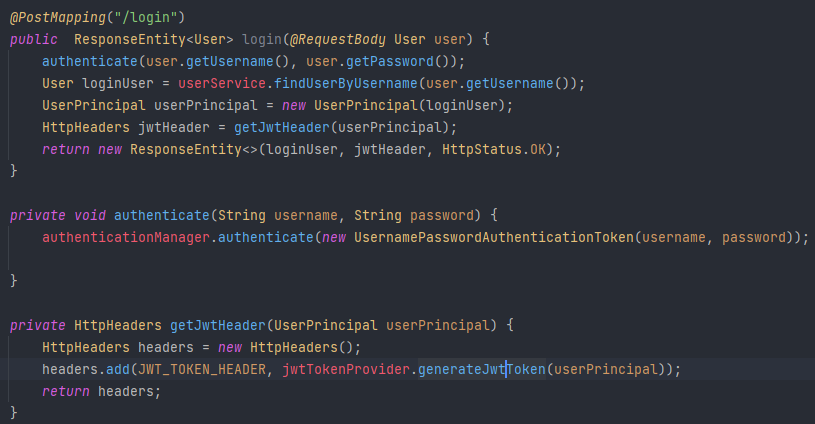 @PostMapping("/login")
public  ResponseEntity<User> login(@RequestBody User user) {
    authenticate(user.getUsername(), user.getPassword());
    User loginUser = userService.findUserByUsername(user.getUsername());
    UserPrincipal userPrincipal = new UserPrincipal(loginUser);
    HttpHeaders jwtHeader = getJwtHeader(userPrincipal);
    return new ResponseEntity<>(loginUser, jwtHeader, HttpStatus.OK);
}

private void authenticate(String username, String password) {
    authenticationManager.authenticate(new UsernamePasswordAuthenticationToken(username, password));

}

private HttpHeaders getJwtHeader(UserPrincipal userPrincipal) {
    HttpHeaders headers = new HttpHeaders();
    headers.add(JWT_TOKEN_HEADER, jwtTokenProvider.generateJwtToken(userPrincipal));
    return headers;
}